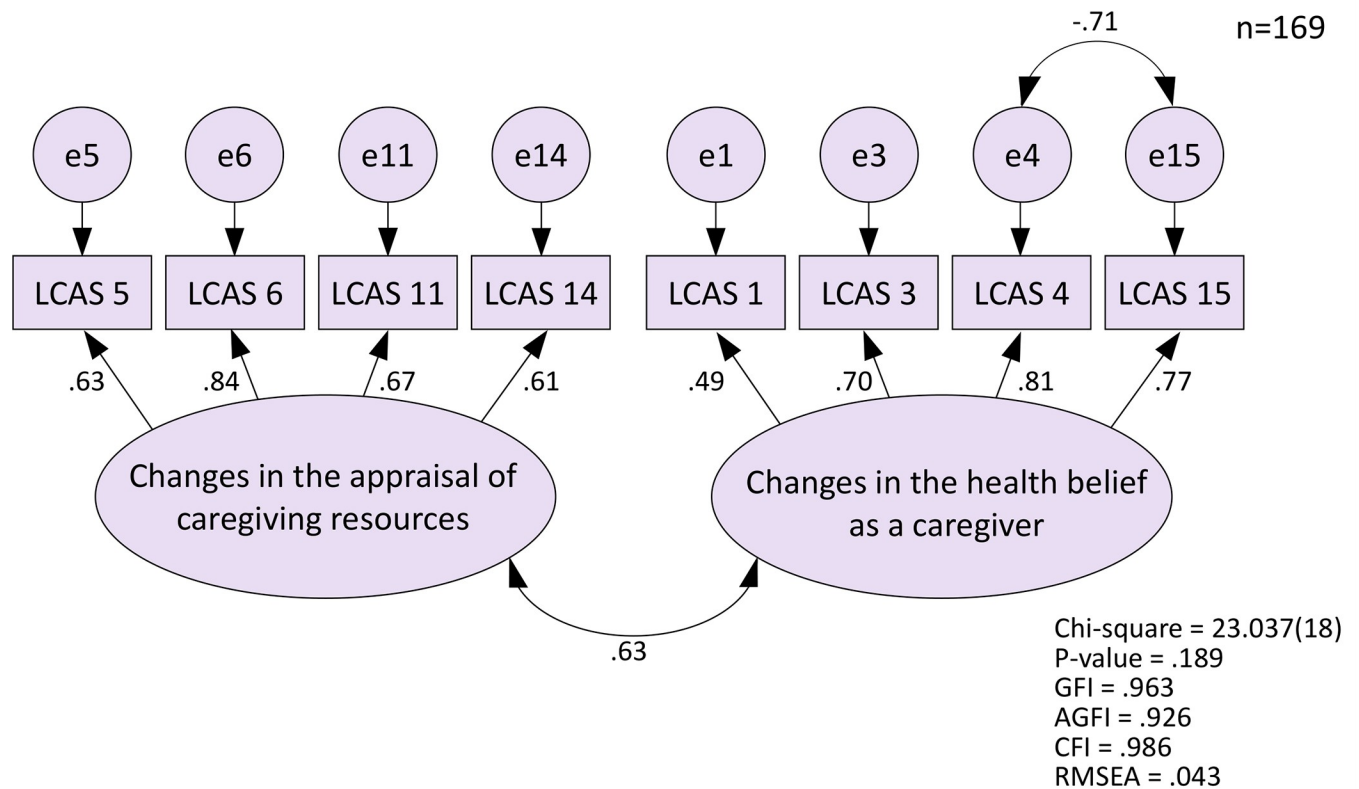 -.71
n=169
e5 e6 e11 e14 e1 e3 e4 e15
LCAS 5 LCAS 6 LCAS 11 LCAS 14 LCAS 1 LCAS 3 LCAS 4 LCAS 15
.63 .84 .67 .61 .49 .70 .81 .77
Changes in the appraisal of
caregiving resources
Changes in the health belief
as a caregiver
.63
Chi-square = 23.037(18)
P-value = .189
GFI = .963
AGFI = .926
CFI = .986
RMSEA = .043